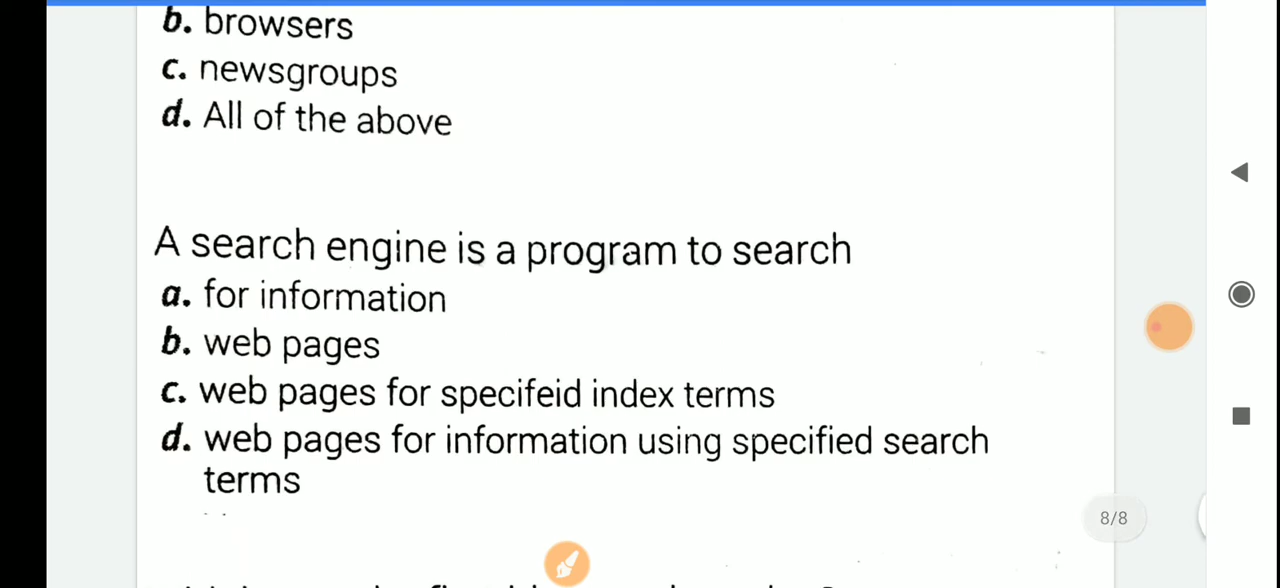 b. browsers
c. newsgroups
d. All of the above
A search engine is a program to search
a. for information
b. web pages
c. web pages for specifeid index terms
d. web pages for information using specified search
terms
8/8